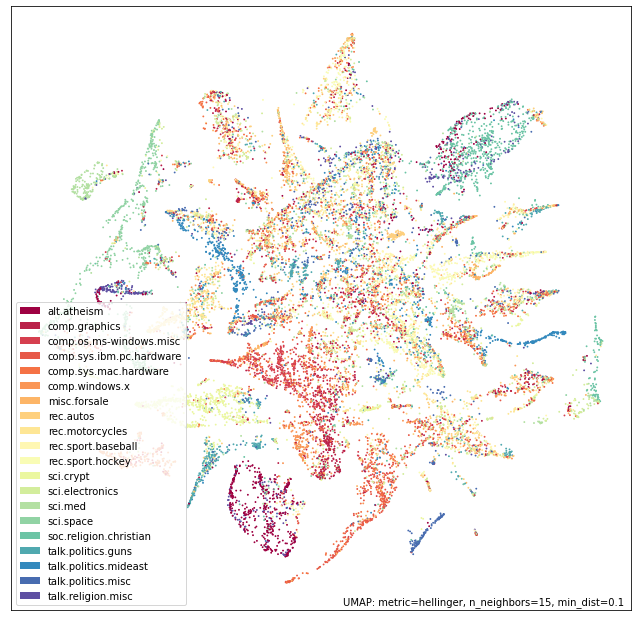 alt.atheism
comp.graphics
comp.os.ms-windows.misc
comp.sys.ibm.pc.hardware
comp.sys.mac.hardware
comp.windows.x
misc.forsale
rec.autos
rec.motorcycles
rec.sport.baseball
rec.sport.hockey
sci.crypt
sci.electronics
sci.med
sci.space
soc.religion.christian
talk.politics.guns
talk.politics.mideast
talk.politics.misc
talk.religion.misc
UMAP: metric=hellinger, n_neighbors=15, min_dist=0.1